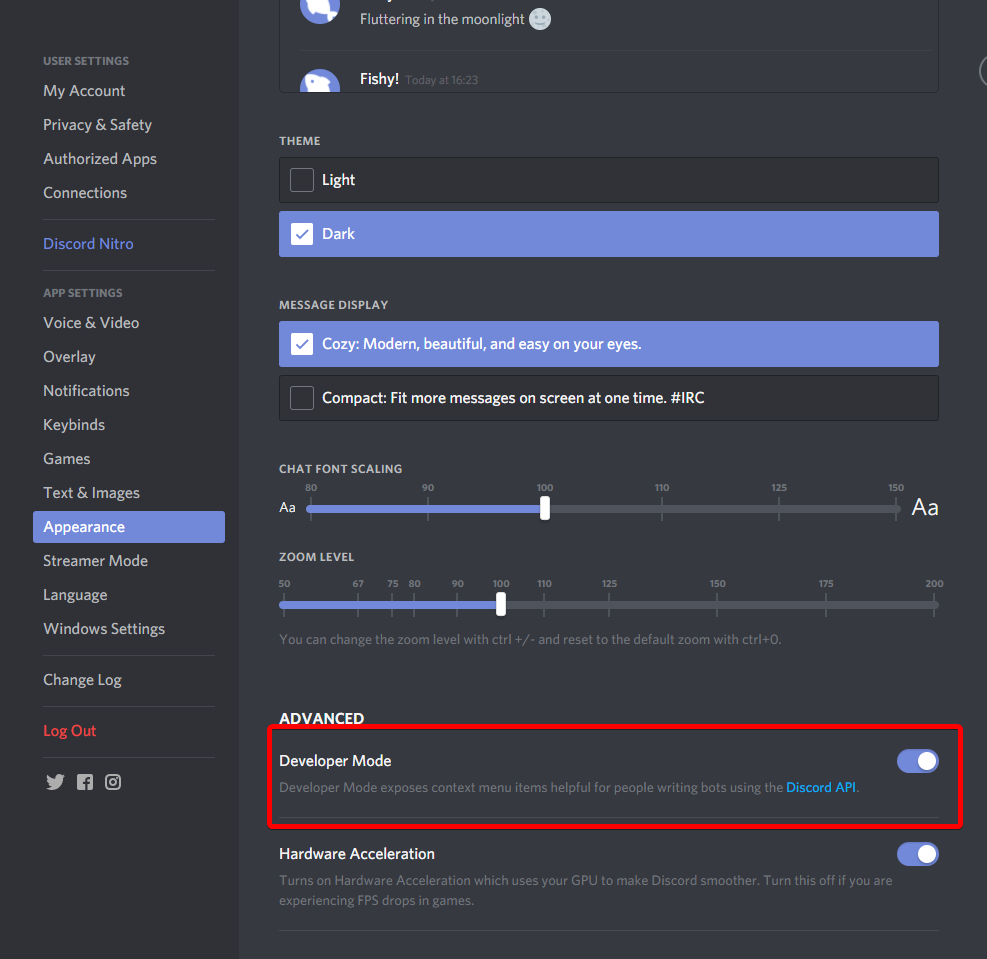 USER SETTINGS
My Account
Privacy & Safety
Authorized Apps
Connections
Discord Nitro
APP SETTINGS
Voice & Video
Overlay
Notifications
Keybinds
Games
Text & Images
Appearance
Streamer Mode
Language
Windows Settings
Change Log
Log Out
Fluttering in the moonlight
Fishy! Today at 16:23
THEME
Light
Dark
MESSAGE DISPLAY
Cozy: Modern, beautiful, and easy on your eyes.
Compact: Fit more messages on screen at one time. #IRC
CHAT FONT SCALING
80 90 100 110 125 150
Aa Aa
ZOOM LEVEL
50 67 75 80 90 100 110 125 150 175 200
You can change the zoom level with ctrl +/- and reset to the default zoom with ctrl+0.
ADVANCED
Developer Mode
Developer Mode exposes context menu items helpful for people writing bots using the Discord API.
Hardware Acceleration
Turns on Hardware Acceleration which uses your GPU to make Discord smoother. Turn this off if you are
experiencing FPS drops in games.